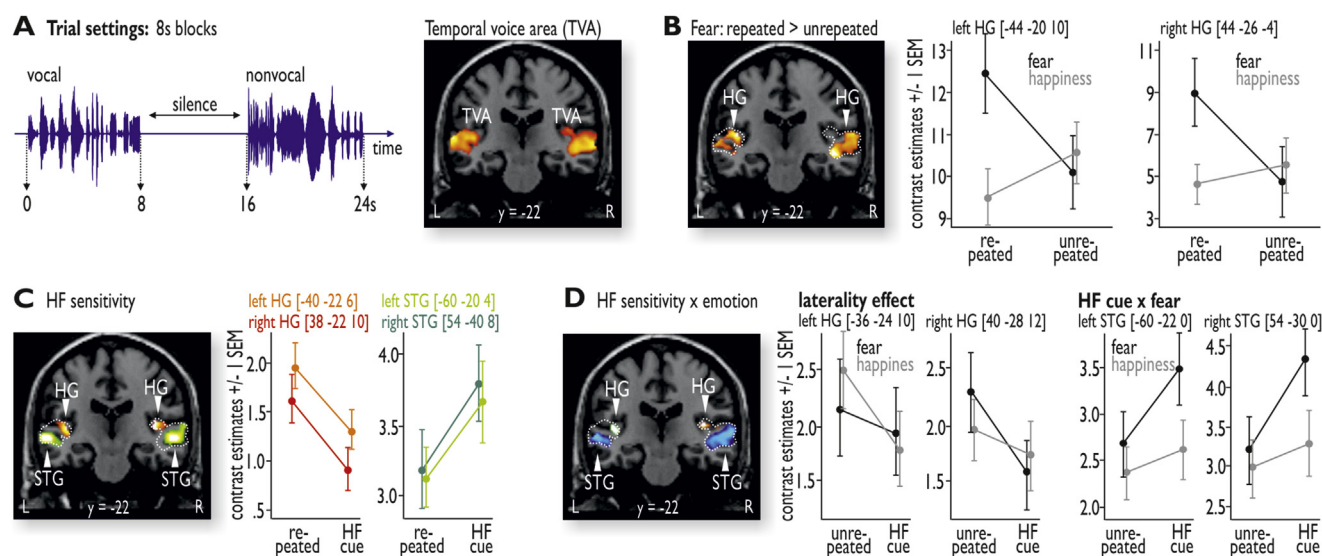 A Trial settings: 8s blocks
vocal
nonvocal
silence
time
0
8
16
24s
Temporal voice area (TVA)
TVA
TVA
L
y = -22
R
B Fear: repeated > unrepeated
HG
HG
L
y = -22
R
left HG [-44 -20 10]
contrast estimates +/- 1 SEM
13
12
11
10
9
fear
happiness
re-
peated
unre-
peated
right HG [44 -26 -4]
11
9
7
5
3
fear
happiness
re-
peated
unre-
peated
C HF sensitivity
HG
HG
STG
STG
L
y = -22
R
left HG [-40 -22 6]
right HG [38 -22 10]
contrast estimates +/- 1 SEM
2.0
1.5
1.0
.5
re-
peated
HF
cue
left STG [-60 -20 4]
right STG [54 -40 8]
4.0
3.5
3.0
re-
peated
HF
cue
D HF sensitivity x emotion
HG
HG
STG
STG
L
y = -22
R
laterality effect
left HG [-36 -24 10]
contrast estimates +/- 1 SEM
2.5
2.0
1.5
1.0
fear
happiness
unre-
peated
HF
cue
right HG [40 -28 12]
2.5
2.0
1.5
unre-
peated
HF
cue
HF cue x fear
left STG [-60 -22 0]
4.0
3.5
3.0
2.5
2.0
fear
happiness
unre-
peated
HF
cue
right STG [54 -30 0]
4.5
4.0
3.5
3.0
2.5
unre-
peated
HF
cue